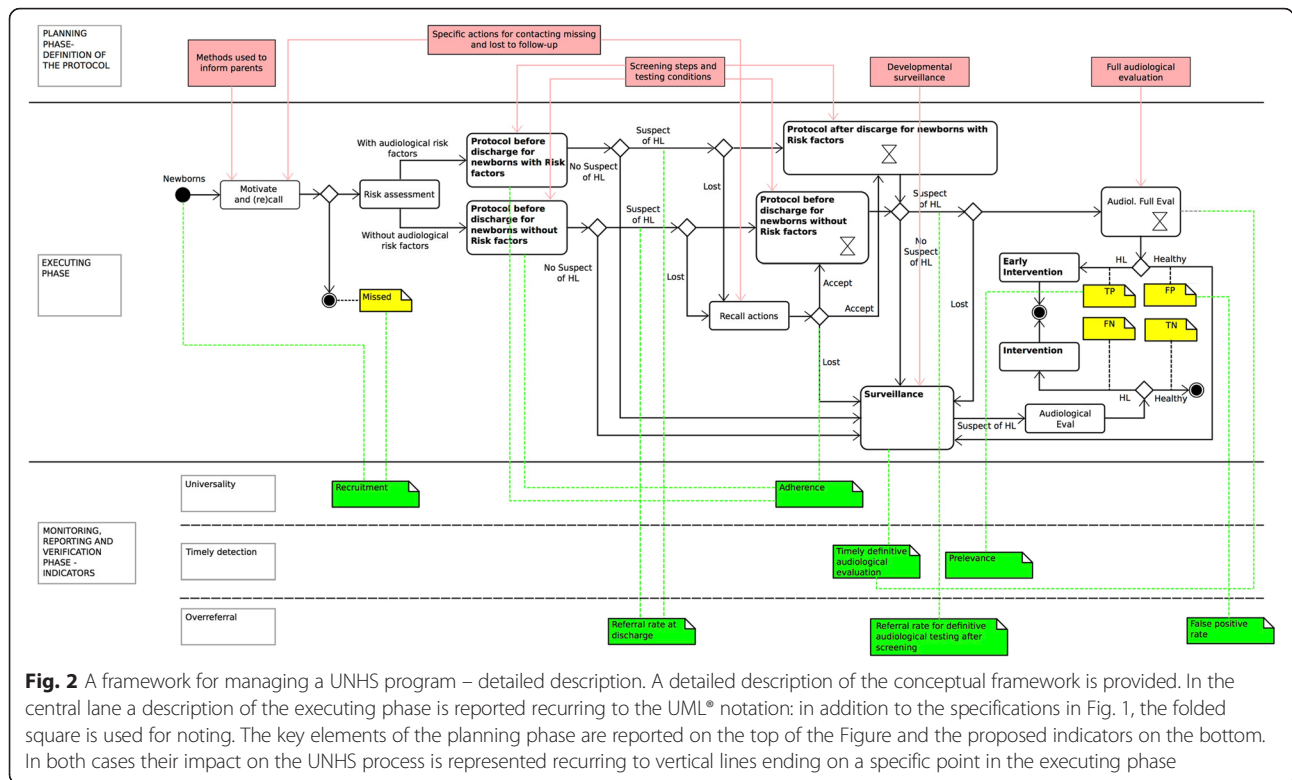 PLANNING
PHASE-
DEFINITION OF
THE PROTOCOL
Methods used to
inform parents
Specific actions for contacting missing
and lost to follow-up
Screening steps and
testing conditions
Developmental
surveillance
Full audiological
evaluation
EXECUTING
PHASE
Newborns
Motivate
and (re)call
With audiological risk
factors
Risk assessment
Without audiological
risk factors
Missed
Protocol before
discharge for
newborns with Risk
factors
Protocol before
discharge for
newborns without
Risk factors
Suspect
of HL
No Suspect
of HL
Suspect
of HL
No Suspect
of HL
Lost
Lost
Protocol after discarge for newborns with
Risk factors
Protocol before
discharge for
newborns without
Risk factors
Recall actions
Accept
Accept
Lost
Suspect
of HL
No
Suspect
of HL
Lost
Surveillance
Suspect of HL
Audiological
Eval
Audiol. Full Eval
HL
Healthy
Early
Intervention
TP
FP
FN
TN
Intervention
HL
Healthy
MONITORING,
REPORTING AND
VERIFICATION
PHASE -
INDICATORS
Universality
Recruitment
Adherence
Timely detection
Timely definitive
audiological
evaluation
Prelevance
Overreferral
Referral rate at
discharge
Referral rate for definitive
audiological testing after
screening
False positive
rate
Fig. 2 A framework for managing a UNHS program – detailed description. A detailed description of the conceptual framework is provided. In the
central lane a description of the executing phase is reported recurring to the UML® notation: in addition to the specifications in Fig. 1, the folded
square is used for noting. The key elements of the planning phase are reported on the top of the Figure and the proposed indicators on the bottom.
In both cases their impact on the UNHS process is represented recurring to vertical lines ending on a specific point in the executing phase